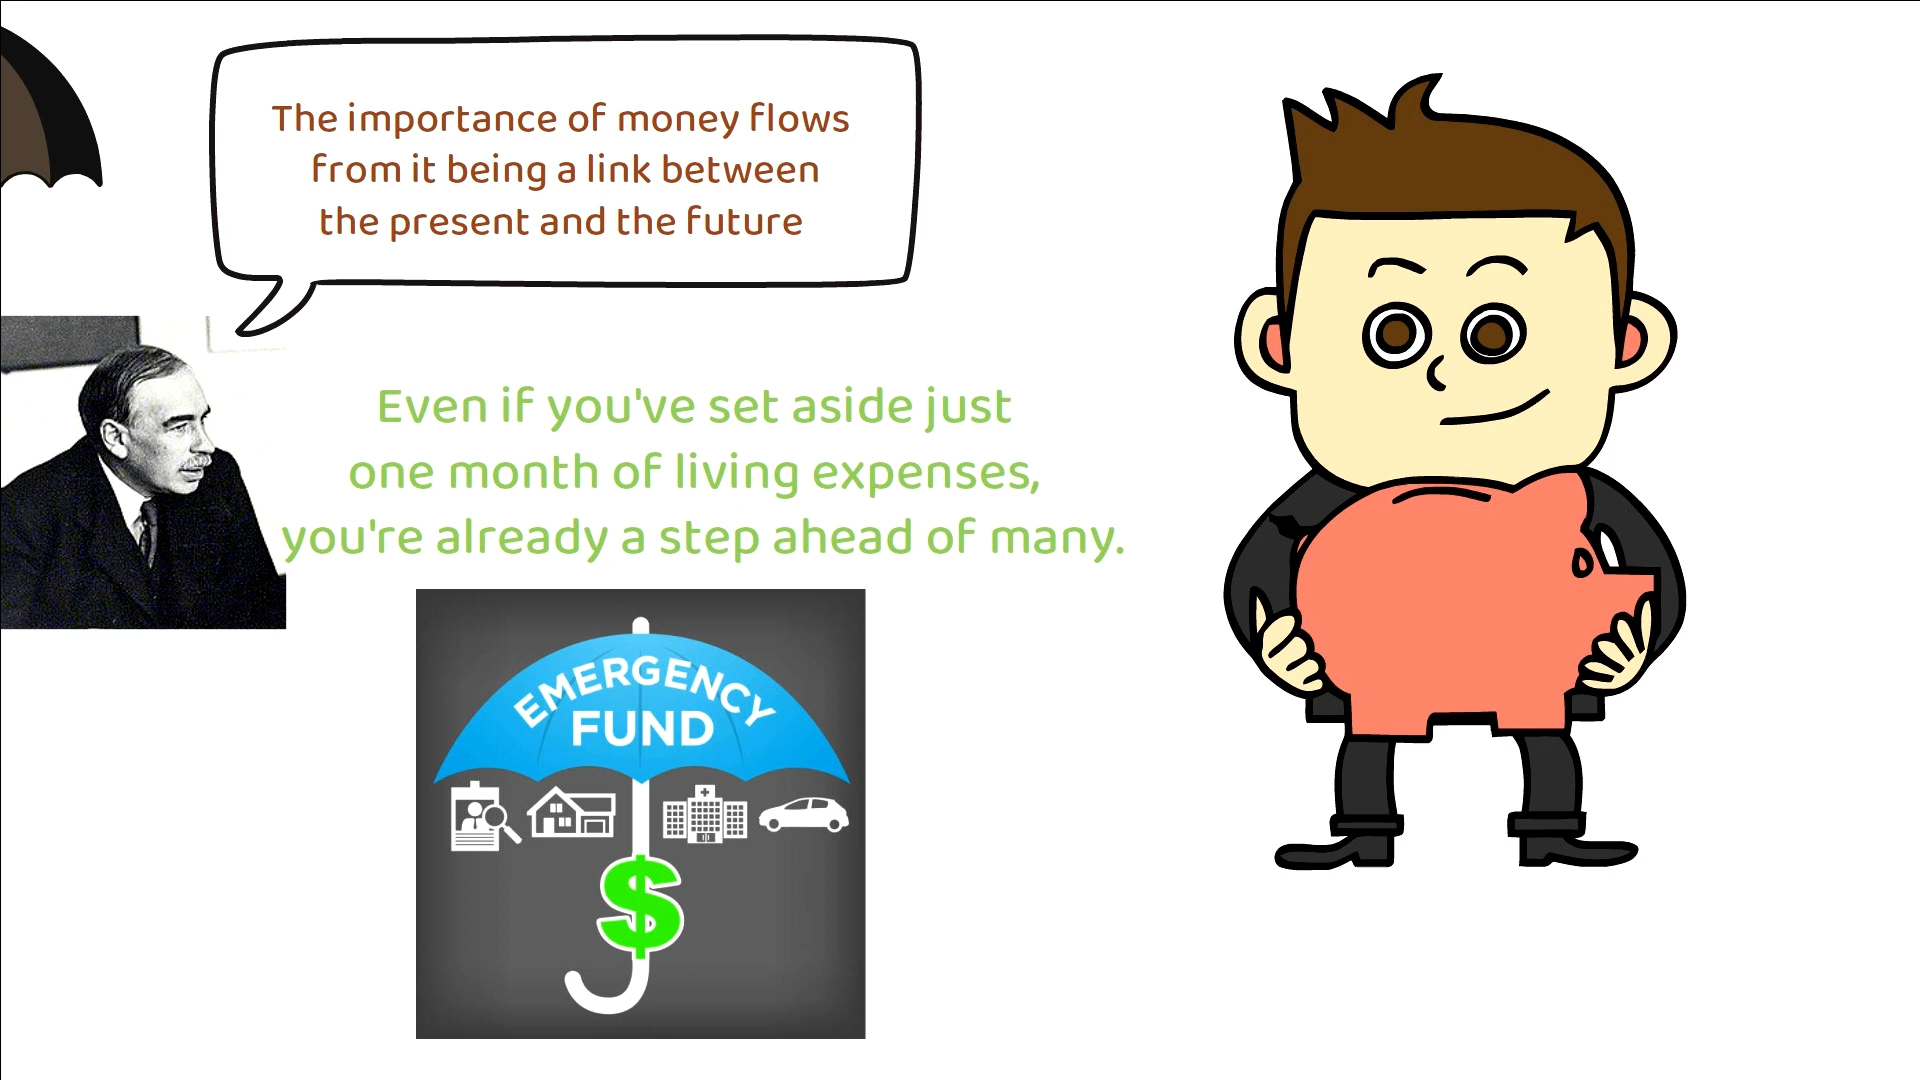 The importance of money flows
from it being a link between
the present and the future
Even if you've set aside just
one month of living expenses,
you're already a step ahead of many.
EMERGENCY
FUND
$